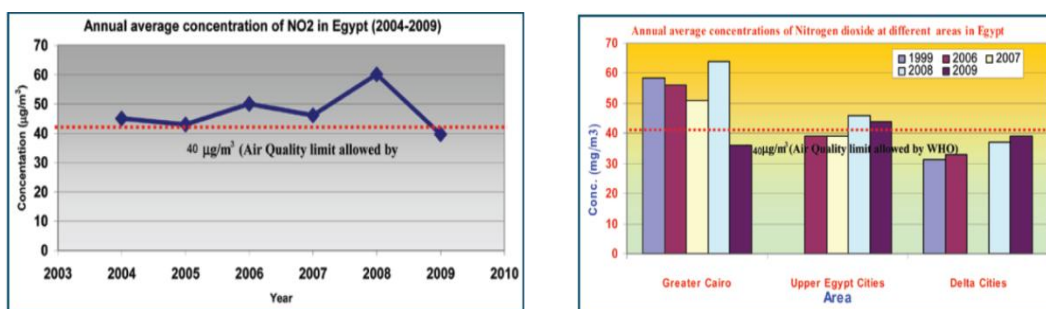 Annual average concentration of NO2 in Egypt (2004-2009)
Concentration (µg/m³)
70
60
50
40
30
20
10
0
40 µg/m³ (Air Quality limit allowed by
2003 2004 2005 2006 2007 2008 2009 2010
Year
Annual average concentrations of Nitrogen dioxide at different areas in Egypt
1999 2006 2007
2008 2009
Conc. (mg/m3)
70
60
50
40
30
20
10
0
40µg/m³(Air Quality limit allowed by WHO)
Greater Cairo Upper Egypt Cities Delta Cities
Area